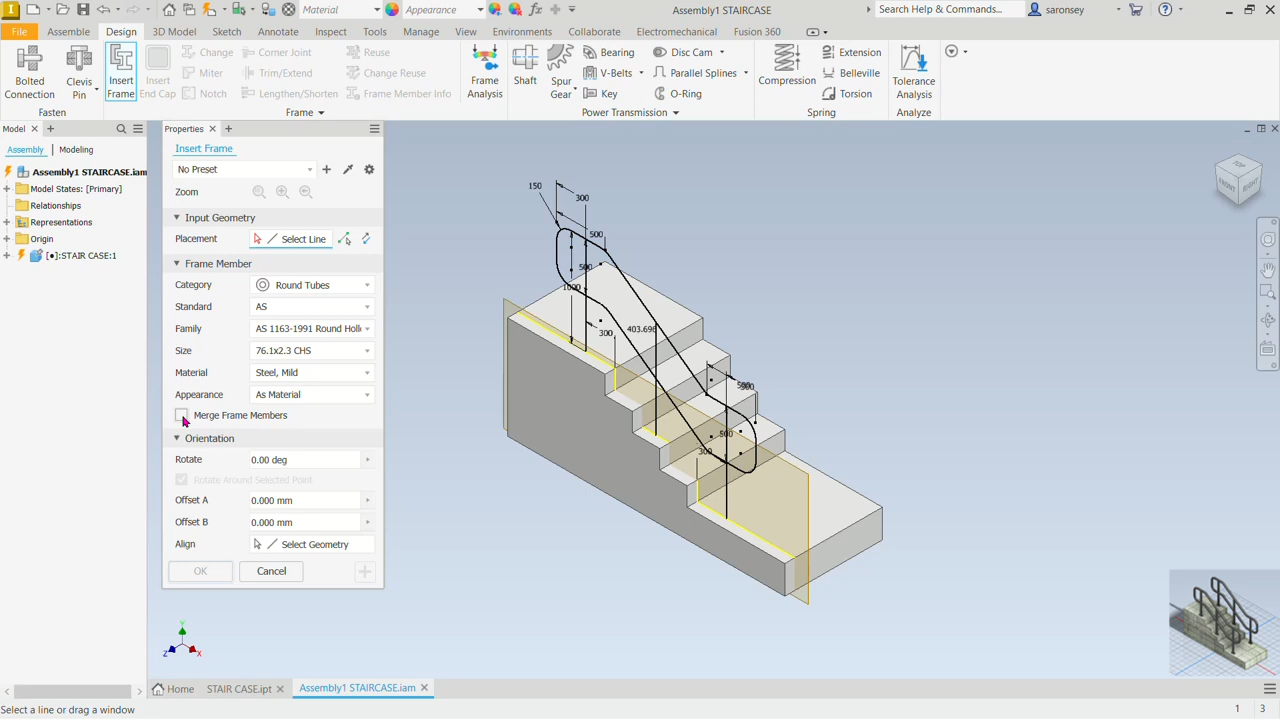 I Material Appearance fx Assembly1 STAIRCASE Search Help & Commands... saronsey
File Assemble Design 3D Model Sketch Annotate Inspect Tools Manage View Environments Collaborate Electromechanical Fusion 360
Bolted Connection Clevis Pin Insert Frame Insert End Cap Change Corner Joint Reuse Frame Analysis Shaft Spur Gear Bearing Disc Cam Compression Extension Tolerance Analysis
Miter Trim/Extend Change Reuse V-Belts Parallel Splines Belleville
Notch Lengthen/Shorten Frame Member Info Key O-Ring Torsion
Fasten Frame Power Transmission Spring Analyze
Model Properties
Assembly Modeling
Assembly1 STAIRCASE.iam
Model States: [Primary]
Relationships
Representations
Origin
[●]:STAIR CASE:1
Insert Frame
No Preset
Zoom
Input Geometry
Placement Select Line
Frame Member
Category Round Tubes
Standard AS
Family AS 1163-1991 Round Holl
Size 76.1x2.3 CHS
Material Steel, Mild
Appearance As Material
Merge Frame Members
Orientation
Rotate 0.00 deg
Rotate Around Selected Point
Offset A 0.000 mm
Offset B 0.000 mm
Align Select Geometry
OK Cancel
150
300
500
500
1000
300
403.696
500
300
TOP
FRONT RIGHT
Y
Z X
Home STAIR CASE.ipt Assembly1 STAIRCASE.iam
Select a line or drag a window 1 3